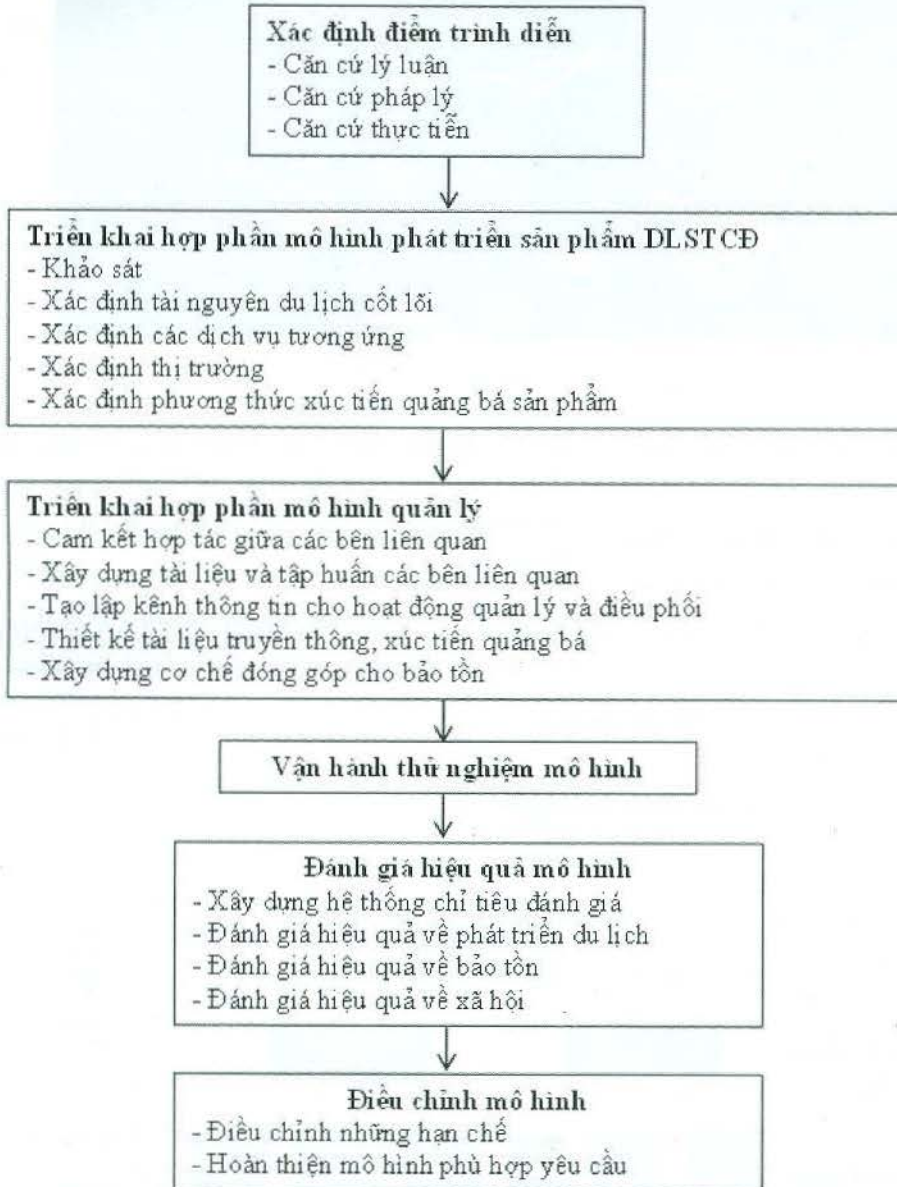 Xác định điểm trình diễn
- Căn cứ lý luận
- Căn cứ pháp lý
- Căn cứ thực tiễn
Triển khai hợp phần mô hình phát triển sản phẩm DLSTCĐ
- Khảo sát
- Xác định tài nguyên du lịch cốt lõi
- Xác định các dịch vụ tương ứng
- Xác định thị trường
- Xác định phương thức xúc tiến quảng bá sản phẩm
Triển khai hợp phần mô hình quản lý
- Cam kết hợp tác giữa các bên liên quan
- Xây dựng tài liệu và tập huấn các bên liên quan
- Tạo lập kênh thông tin cho hoạt động quản lý và điều phối
- Thiết kế tài liệu truyền thông, xúc tiến quảng bá
- Xây dựng cơ chế đóng góp cho bảo tồn
Vận hành thử nghiệm mô hình
Đánh giá hiệu quả mô hình
- Xây dựng hệ thống chỉ tiêu đánh giá
- Đánh giá hiệu quả về phát triển du lịch
- Đánh giá hiệu quả về bảo tồn
- Đánh giá hiệu quả về xã hội
Điều chỉnh mô hình
- Điều chỉnh những hạn chế
- Hoàn thiện mô hình phù hợp yêu cầu